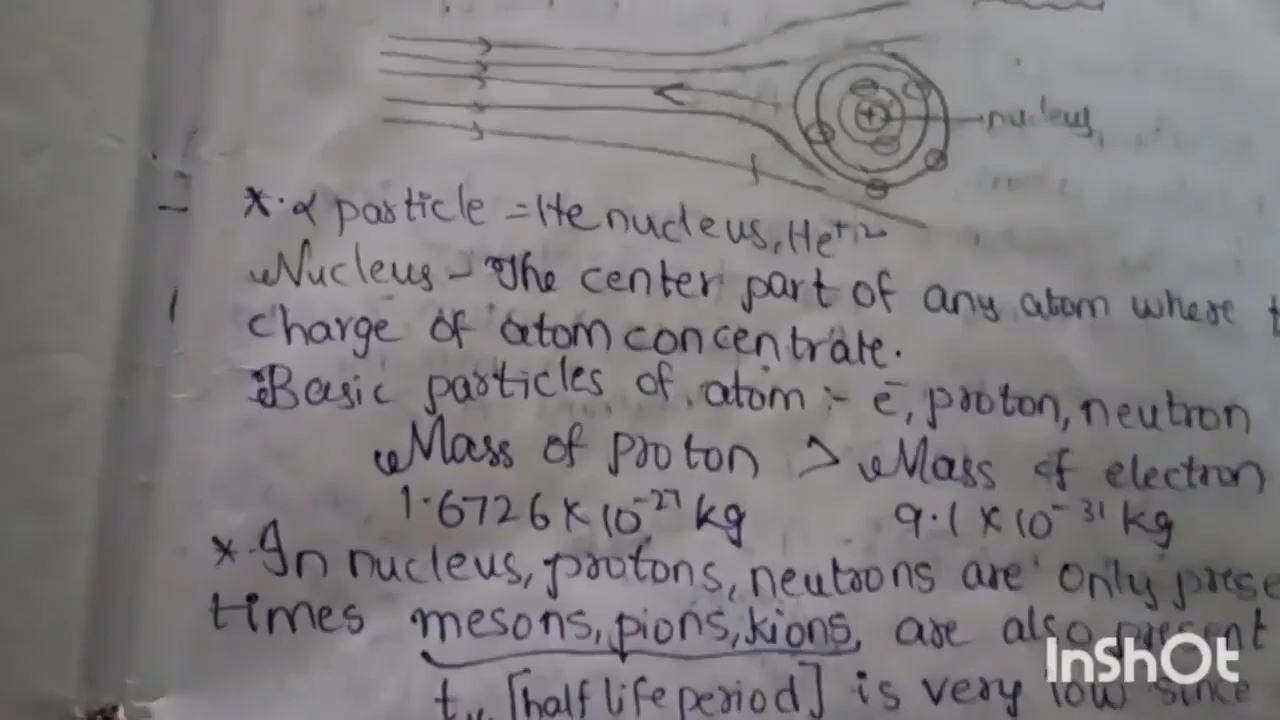 nucleus
*. α particle = He nucleus, He⁺²
Nucleus - The center part of any atom where
charge of atom concentrate.
Basic particles of atom :- e⁻, proton, neutron
Mass of proton > Mass of electron
1.6726 × 10⁻²⁷ kg 9.1 × 10⁻³¹ kg
*. In nucleus, protons, neutrons are only prese
times mesons, pions, kions, are also present
[half life period] is very low since
InShOt